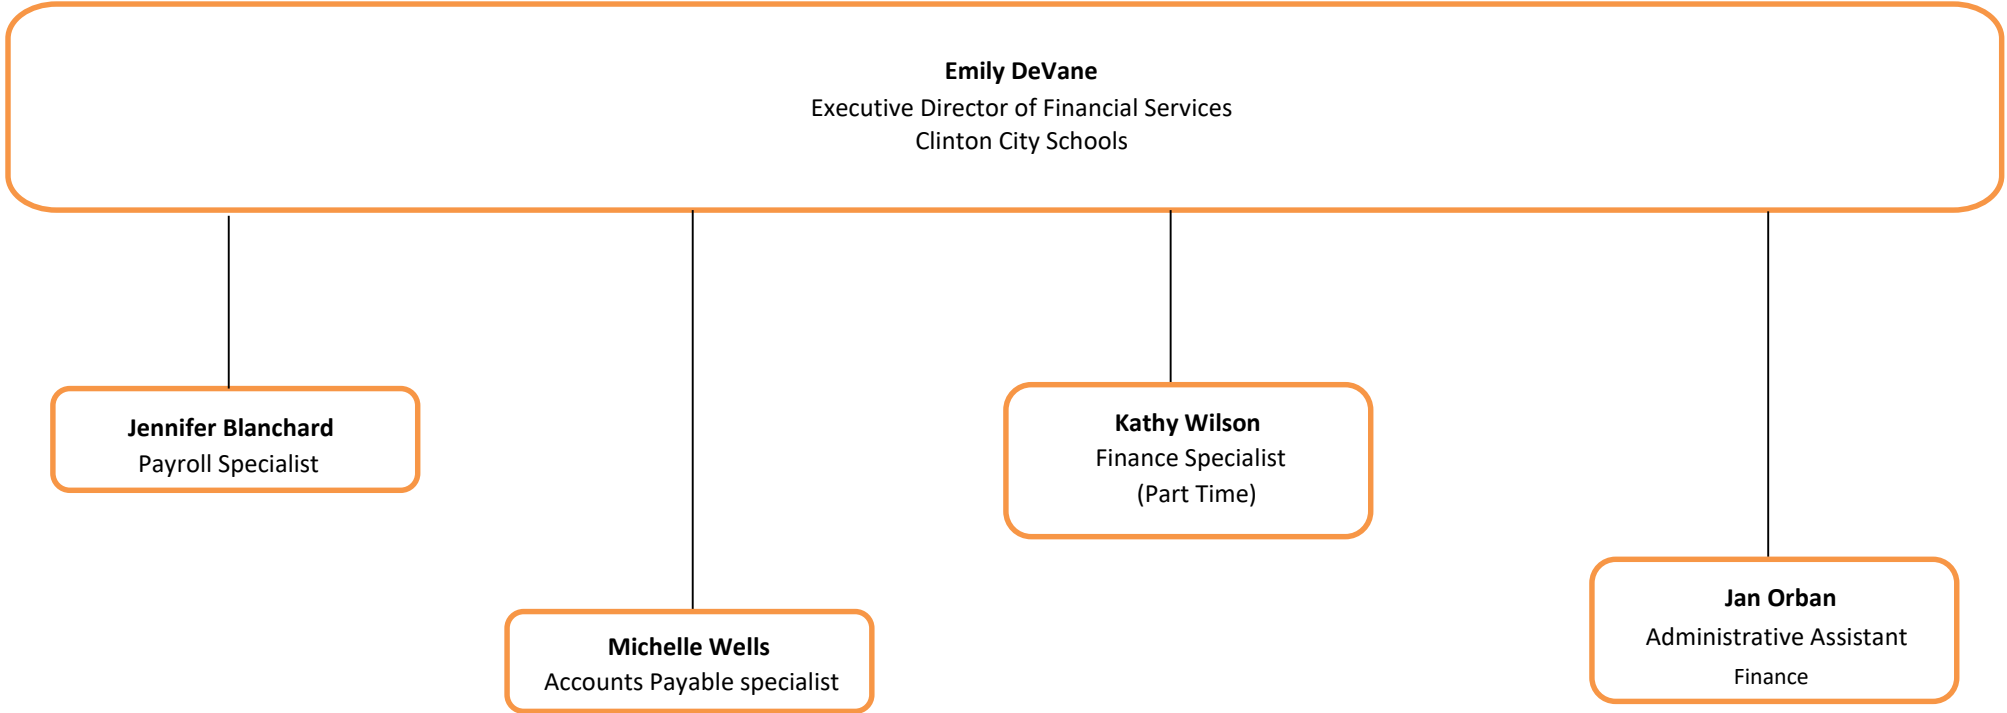 Emily DeVane
Executive Director of Financial Services
Clinton City Schools
Jennifer Blanchard
Payroll Specialist
Michelle Wells
Accounts Payable specialist
Kathy Wilson
Finance Specialist
(Part Time)
Jan Orban
Administrative Assistant
Finance